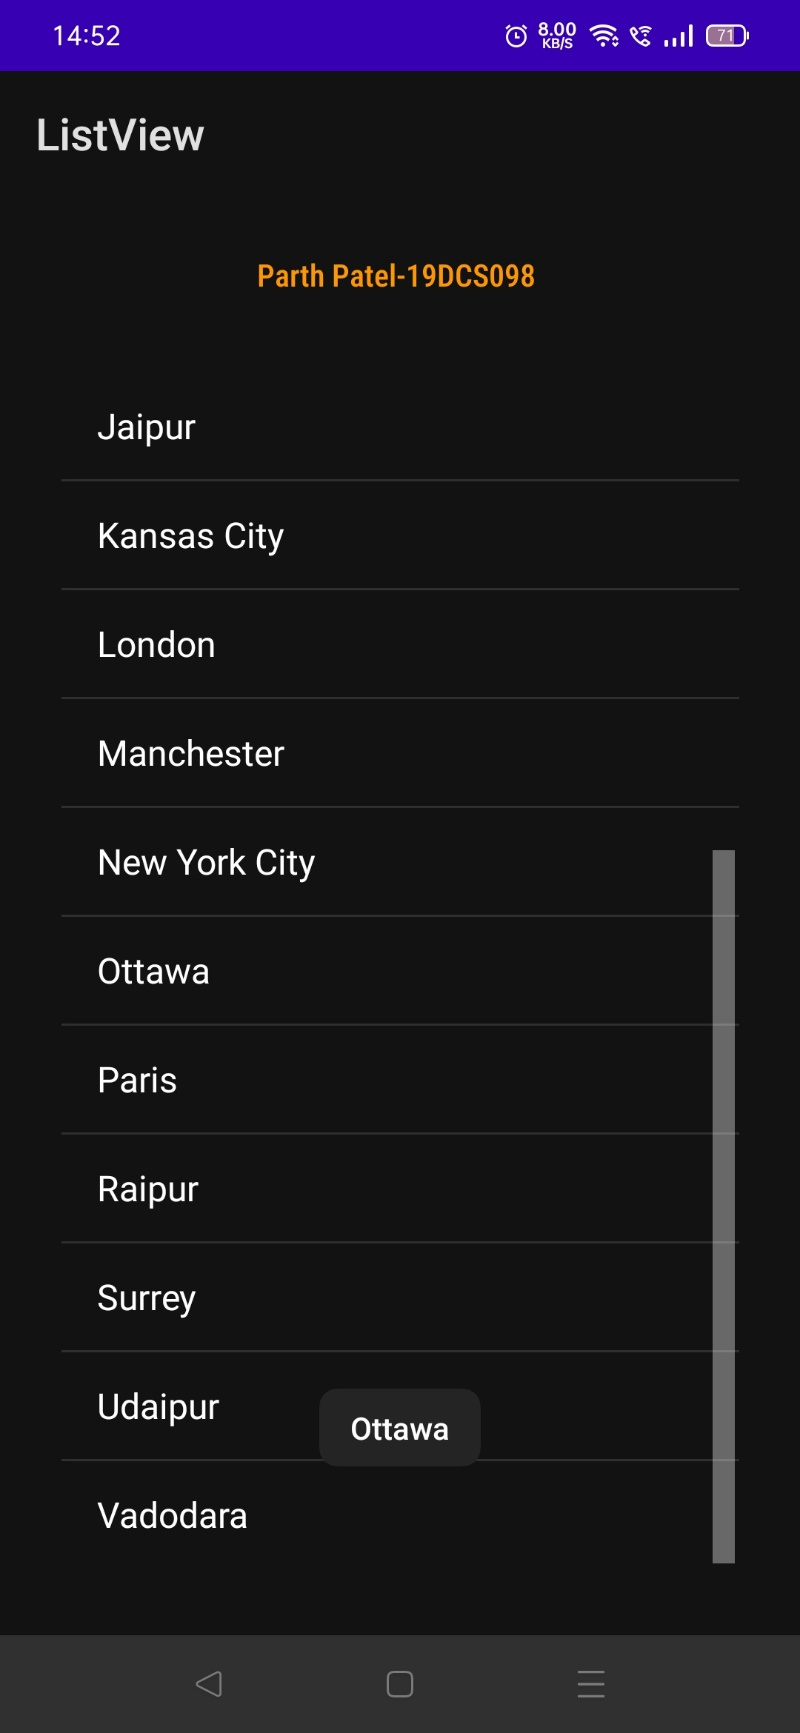 14:52
8.00
KB/S
71
ListView
Parth Patel-19DCS098
Jaipur
Kansas City
London
Manchester
New York City
Ottawa
Paris
Raipur
Surrey
Udaipur
Ottawa
Vadodara